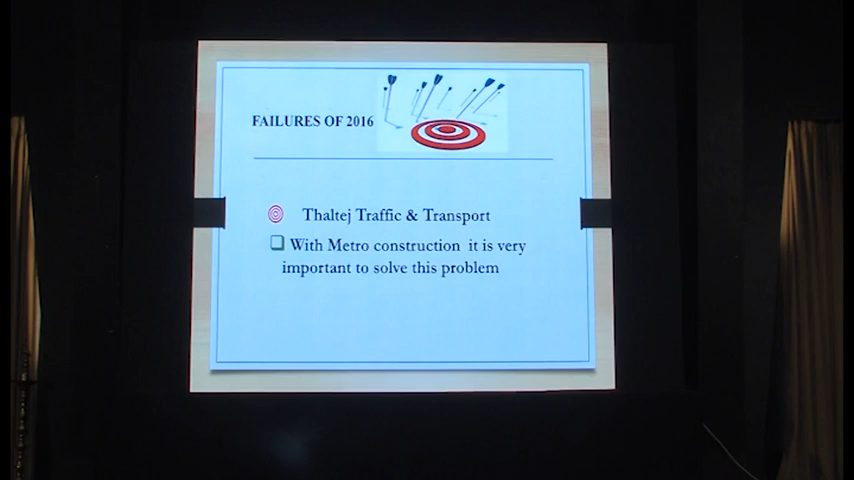 FAILURES OF 2016
Thaltej Traffic & Transport
With Metro construction it is very
important to solve this problem